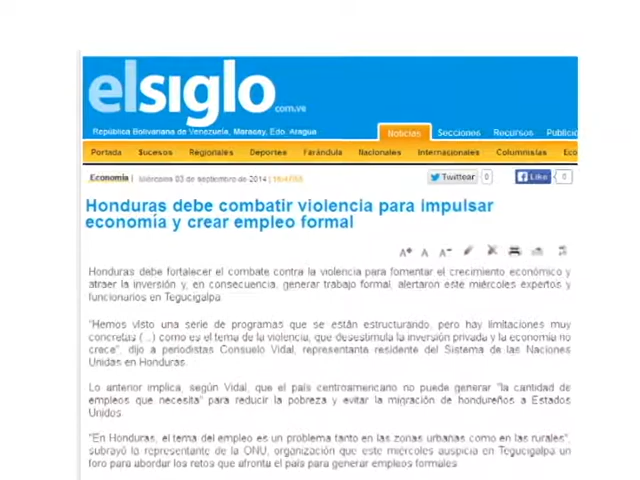 elsiglo.com.ve
República Bolivariana de Venezuela, Maracay, Edo. Aragua
Noticias Secciones Recursos Publicid
Portada Sucesos Regionales Deportes Farándula Nacionales Internacionales Columnistas Eco
Economía | miércoles 03 de septiembre de 2014 |
Twittear 0 Like 0
Honduras debe combatir violencia para impulsar
economía y crear empleo formal
A+ A A-
Honduras debe fortalecer el combate contra la violencia para fomentar el crecimiento económico y
atraer la inversión y, en consecuencia, generar trabajo formal, alertaron este miércoles expertos y
funcionarios en Tegucigalpa.
"Hemos visto una serie de programas que se están estructurando, pero hay limitaciones muy
concretas (...) como es el tema de la violencia, que desestimula la inversión privada y la economía no
crece", dijo a periodistas Consuelo Vidal, representanta residente del Sistema de las Naciones
Unidas en Honduras.
Lo anterior implica, según Vidal, que el país centroamericano no puede generar "la cantidad de
empleos que necesita" para reducir la pobreza y evitar la migración de hondureños a Estados
Unidos.
"En Honduras, el tema del empleo es un problema tanto en las zonas urbanas como en las rurales",
subrayó la representante de la ONU, organización que este miércoles auspicia en Tegucigalpa un
foro para abordar los retos que afronta el país para generar empleos formales.